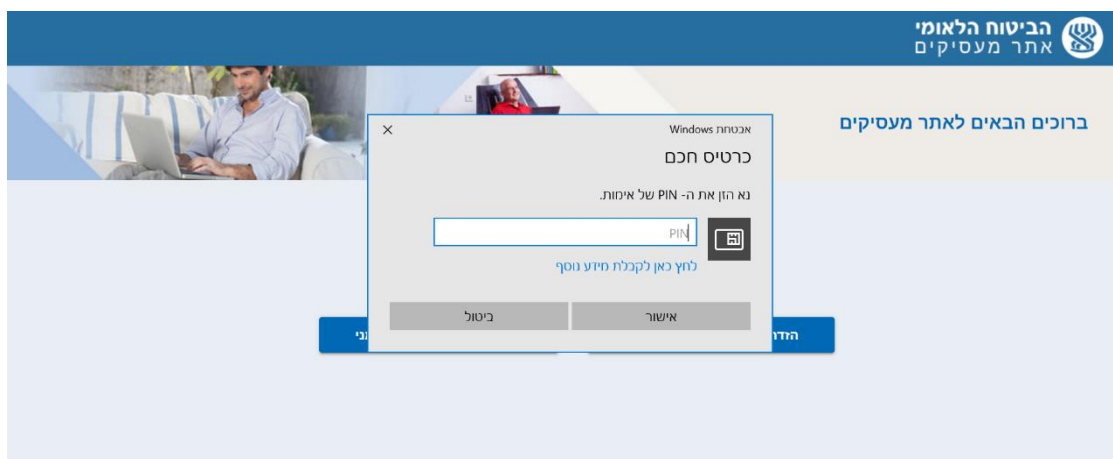 הביטוח הלאומי
אתר מעסיקים
ברוכים הבאים לאתר מעסיקים
אבטחת Windows
כרטיס חכם
נא הזן את ה- PIN של אימות.
PIN
לחץ כאן לקבלת מידע נוסף
אישור
ביטול